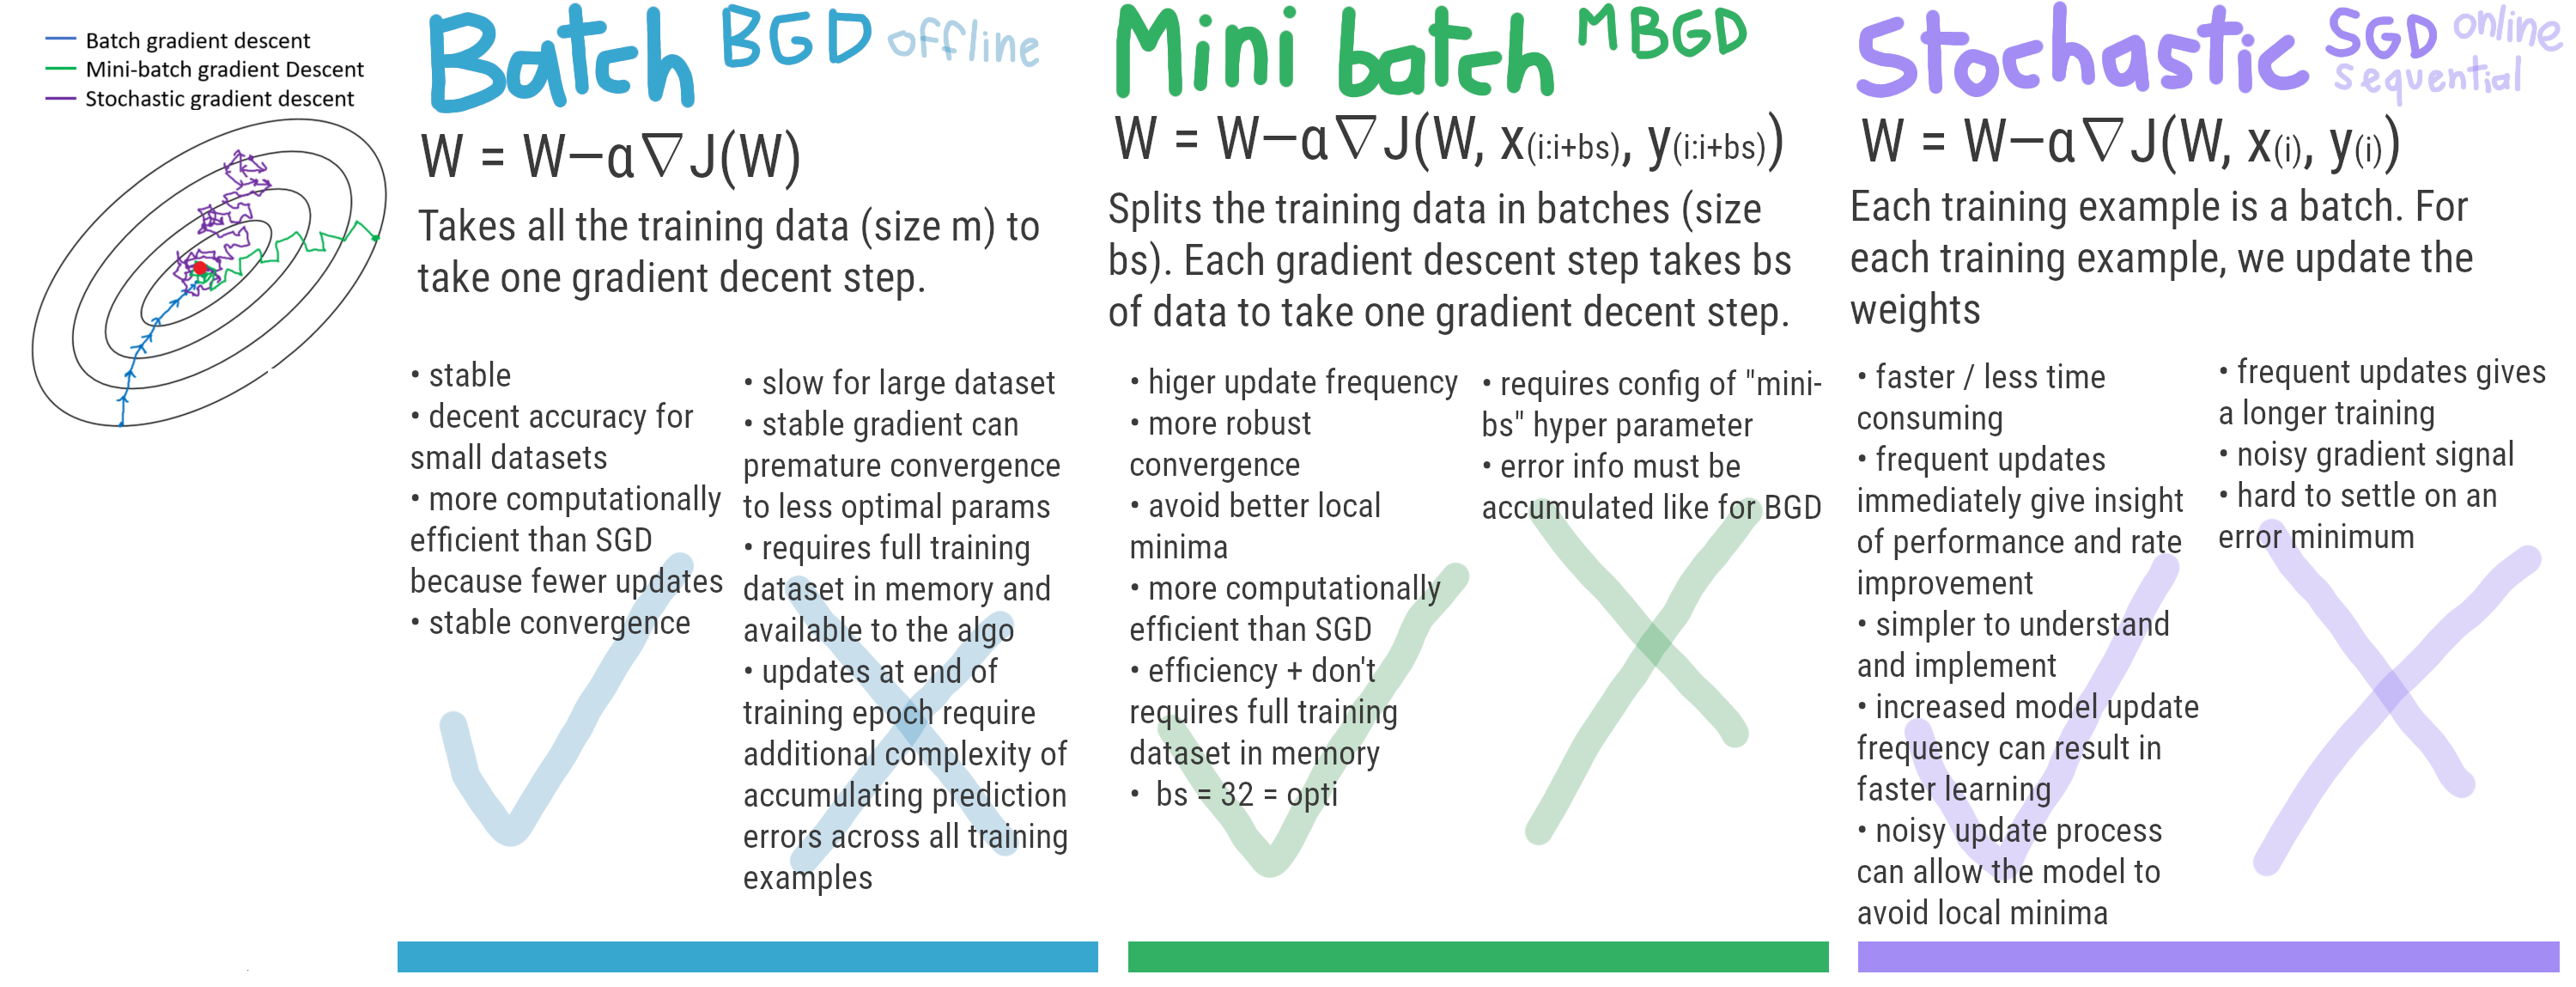 Batch gradient descent
Mini-batch gradient Descent
Stochastic gradient descent
Batch BGD offline
W = W−α∇J(W)
Takes all the training data (size m) to
take one gradient decent step.
• stable
• decent accuracy for
small datasets
• more computationally
efficient than SGD
because fewer updates
• stable convergence
• slow for large dataset
• stable gradient can
premature convergence
to less optimal params
• requires full training
dataset in memory and
available to the algo
• updates at end of
training epoch require
additional complexity of
accumulating prediction
errors across all training
examples
Mini batch MBGD
W = W−α∇J(W, x(i:i+bs), y(i:i+bs))
Splits the training data in batches (size
bs). Each gradient descent step takes bs
of data to take one gradient decent step.
• higer update frequency
• more robust
convergence
• avoid better local
minima
• more computationally
efficient than SGD
• efficiency + don't
requires full training
dataset in memory
• bs = 32 = opti
• requires config of "mini-
bs" hyper parameter
• error info must be
accumulated like for BGD
Stochastic SGD online
sequential
W = W−α∇J(W, x(i), y(i))
Each training example is a batch. For
each training example, we update the
weights
• faster / less time
consuming
• frequent updates
immediately give insight
of performance and rate
improvement
• simpler to understand
and implement
• increased model update
frequency can result in
faster learning
• noisy update process
can allow the model to
avoid local minima
• frequent updates gives
a longer training
• noisy gradient signal
• hard to settle on an
error minimum